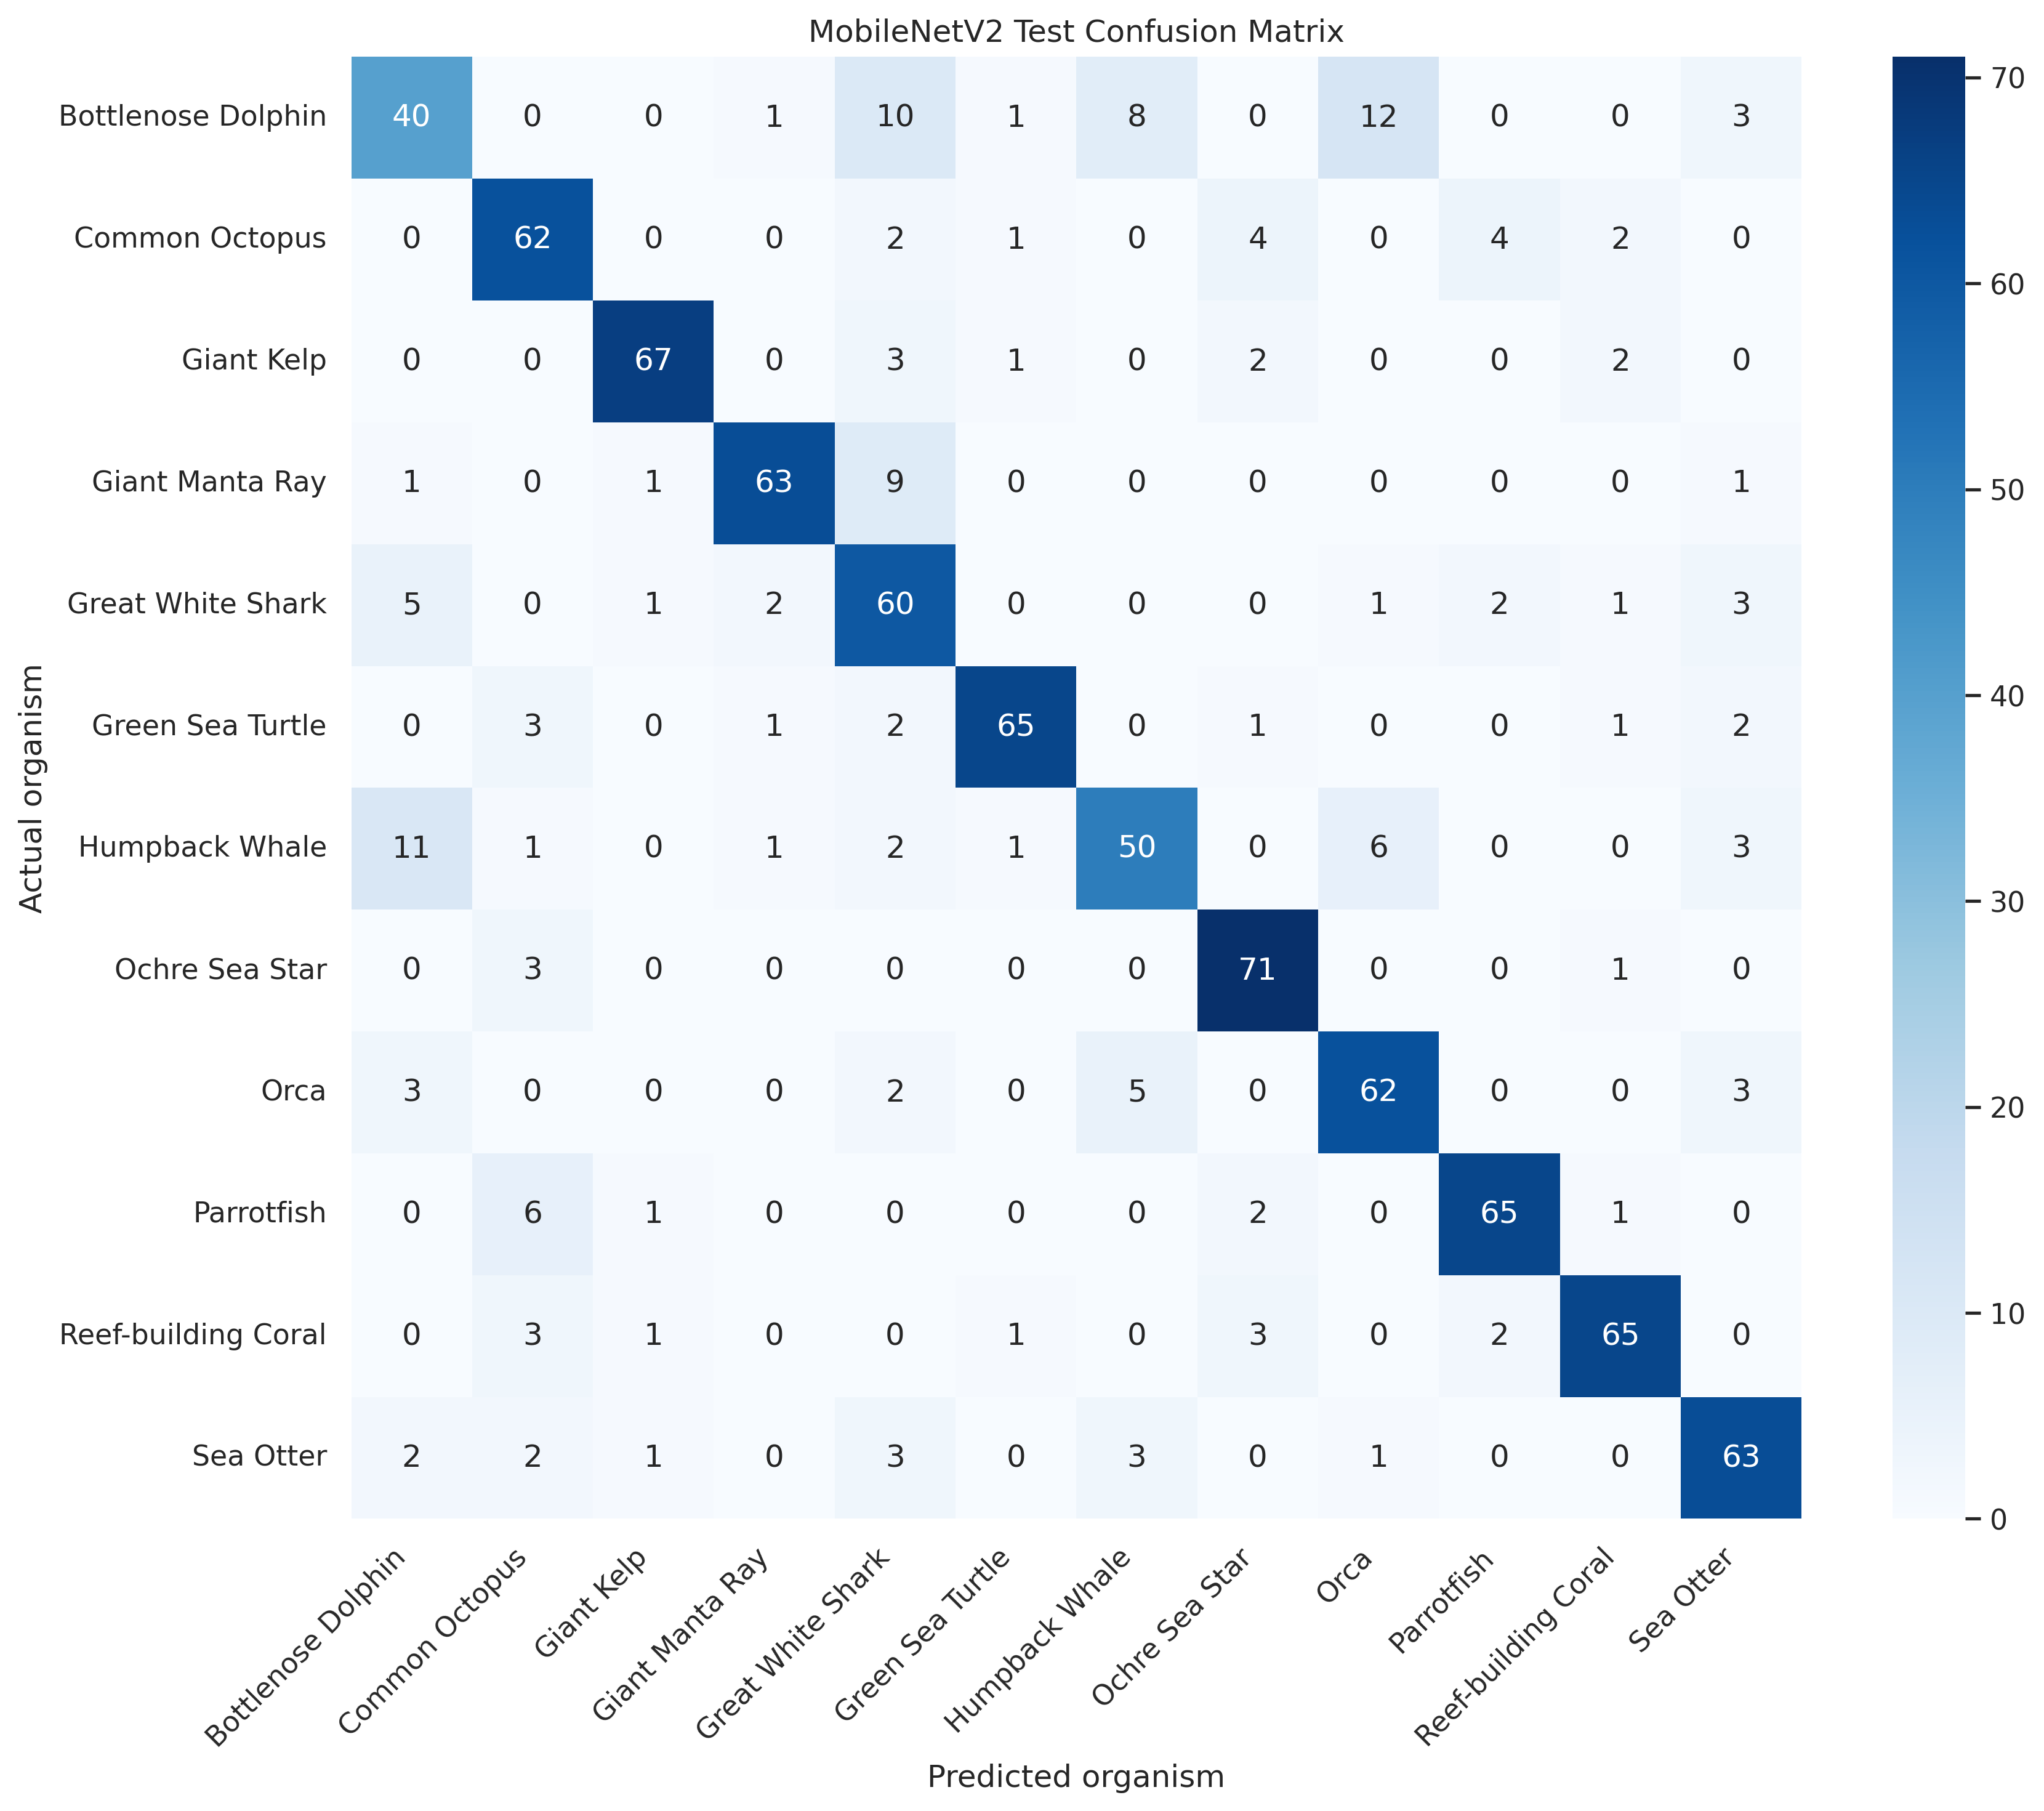 MobileNetV2 Test Confusion Matrix
Bottlenose Dolphin 40 0 0 1 10 1 8 0 12 0 0 3
Common Octopus 0 62 0 0 2 1 0 4 0 4 2 0
Giant Kelp 0 0 67 0 3 1 0 2 0 0 2 0
Giant Manta Ray 1 0 1 63 9 0 0 0 0 0 0 1
Great White Shark 5 0 1 2 60 0 0 0 1 2 1 3
Green Sea Turtle 0 3 0 1 2 65 0 1 0 0 1 2
Humpback Whale 11 1 0 1 2 1 50 0 6 0 0 3
Ochre Sea Star 0 3 0 0 0 0 0 71 0 0 1 0
Orca 3 0 0 0 2 0 5 0 62 0 0 3
Parrotfish 0 6 1 0 0 0 0 2 0 65 1 0
Reef-building Coral 0 3 1 0 0 1 0 3 0 2 65 0
Sea Otter 2 2 1 0 3 0 3 0 1 0 0 63
Actual organism
Bottlenose Dolphin
Common Octopus
Giant Kelp
Giant Manta Ray
Great White Shark
Green Sea Turtle
Humpback Whale
Ochre Sea Star
Orca
Parrotfish
Reef-building Coral
Sea Otter
Predicted organism
70
60
50
40
30
20
10
0